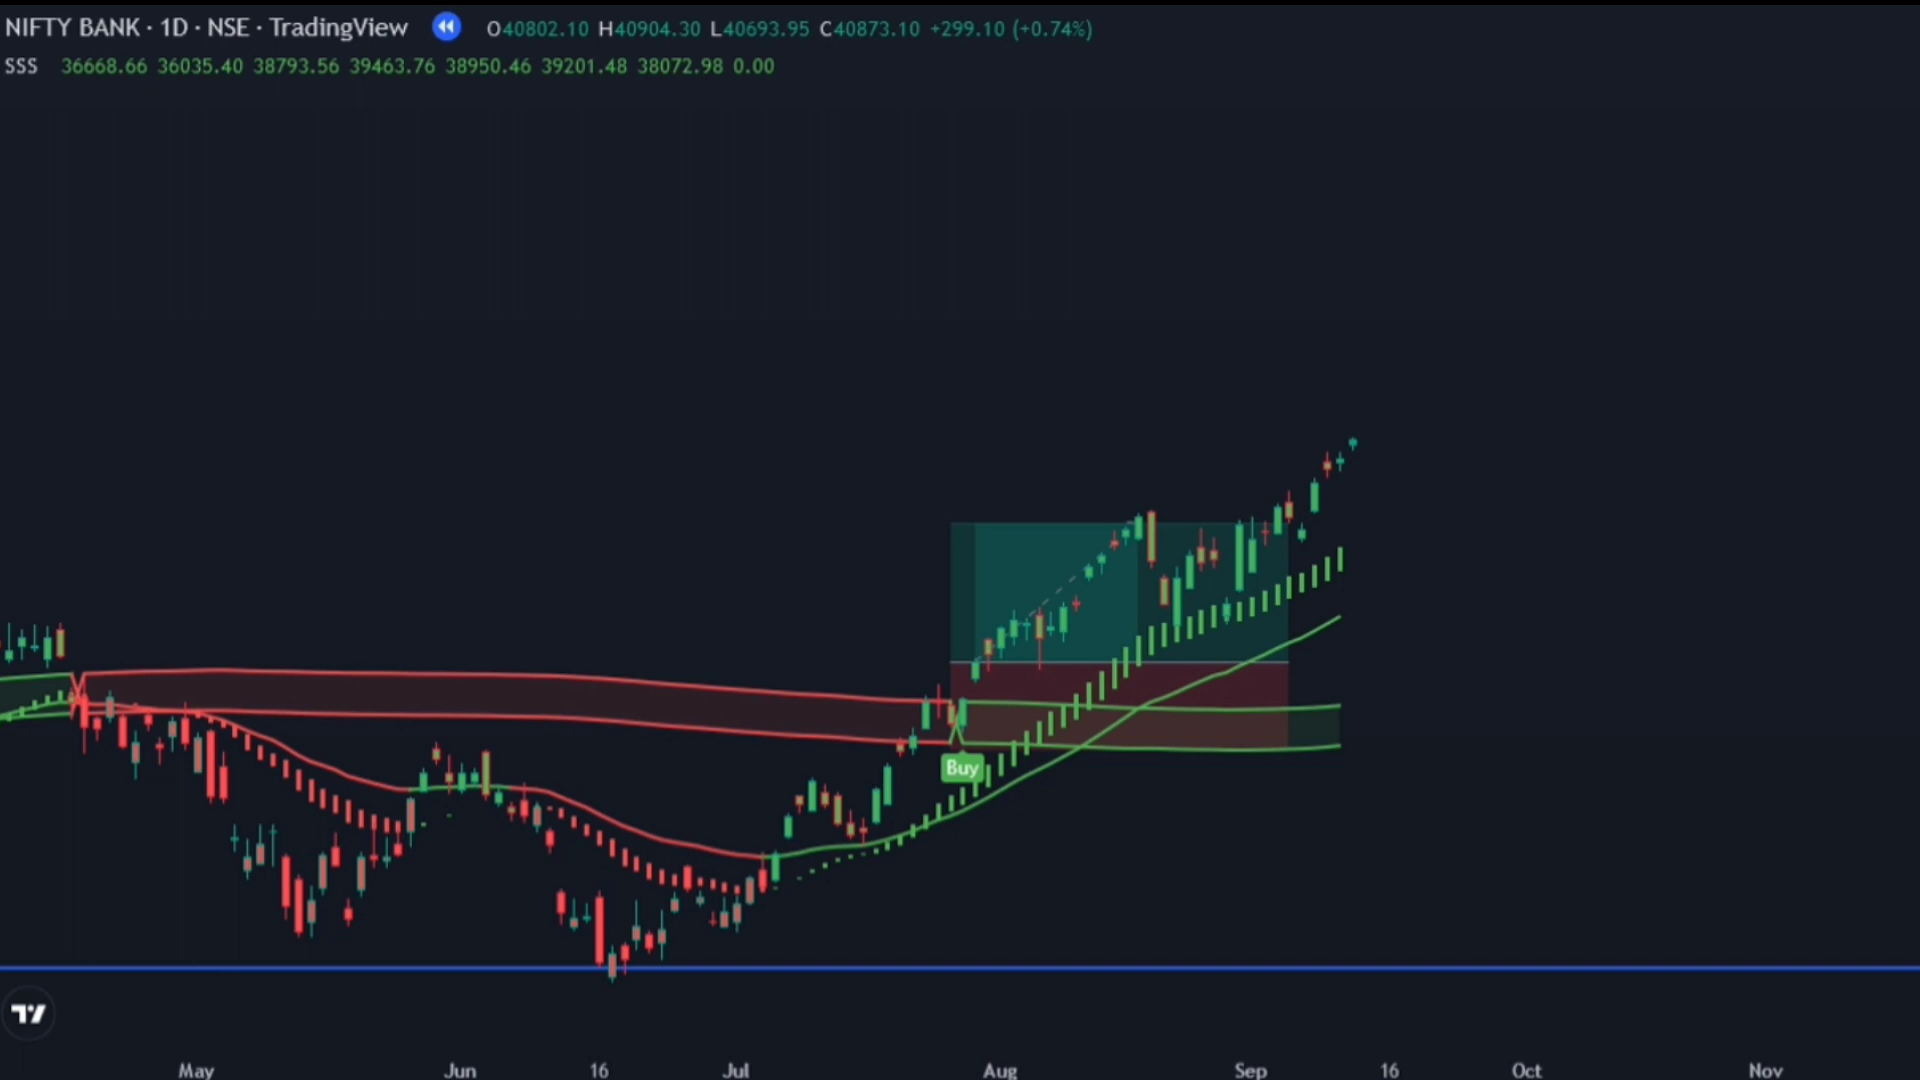 NIFTY BANK · 1D · NSE · TradingView O40802.10 H40904.30 L40693.95 C40873.10 +299.10 (+0.74%)
SSS 36668.66 36035.40 38793.56 39463.76 38950.46 39201.48 38072.98 0.00
Buy
May Jun 16 Jul Aug Sep 16 Oct Nov